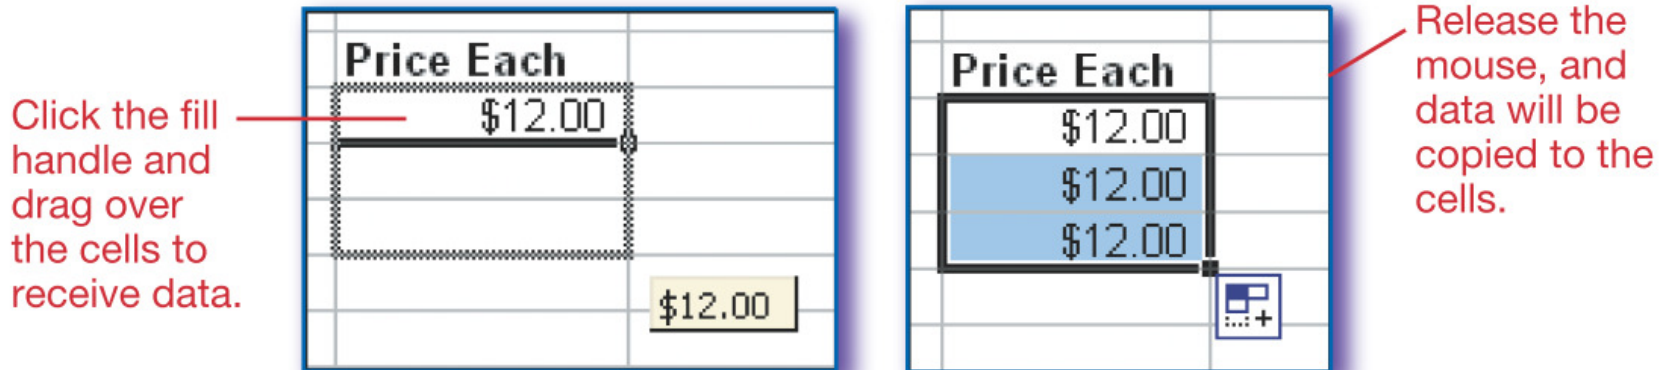 Click the fill
handle and
drag over
the cells to
receive data.
Price Each
$12.00
$12.00
Price Each
$12.00
$12.00
$12.00
Release the
mouse, and
data will be
copied to the
cells.